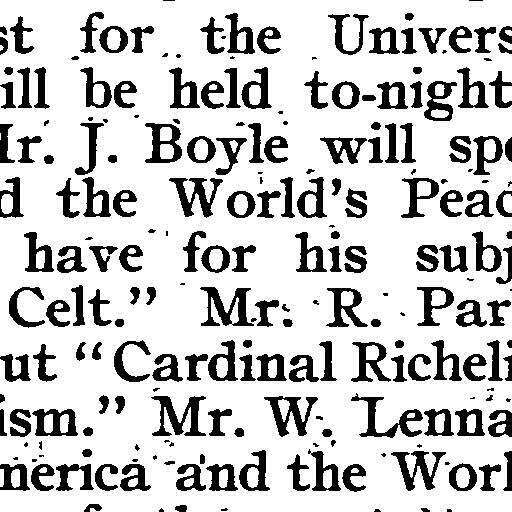 st for the Univers
ill be held to-night
Mr. J. Boyle will spe
d the World's Peac
have for his subj
Celt." Mr. R. Par
ut "Cardinal Richeli
ism." Mr. W. Lenna
merica and the Worl